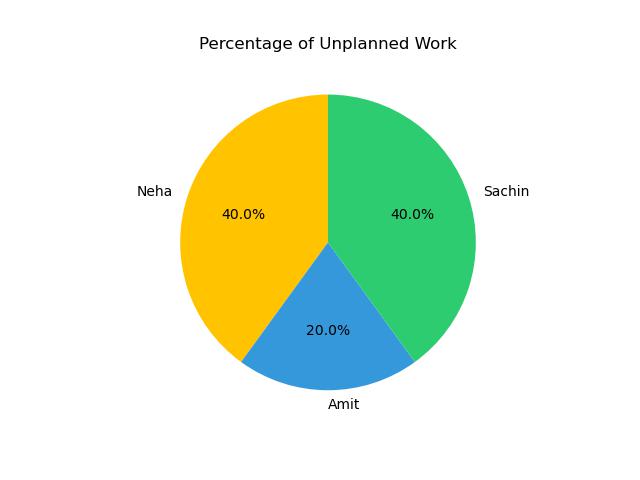 Percentage of Unplanned Work
Neha
Sachin
40.0%
40.0%
20.0%
Amit